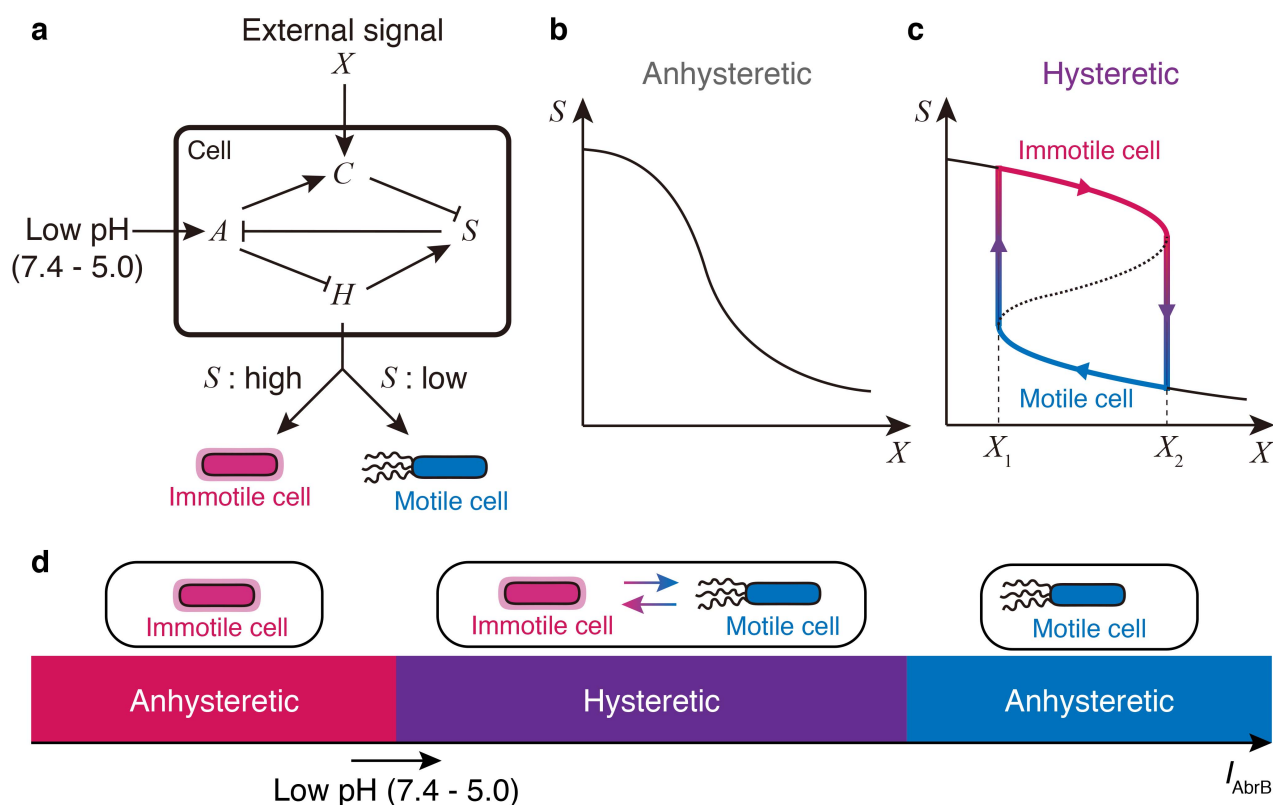 a
External signal
X
Cell
C
Low pH
(7.4 - 5.0)
A
S
H
S : high
S : low
Immotile cell
Motile cell
b
Anhysteretic
S
X
c
Hysteretic
S
Immotile cell
Motile cell
X1
X2
X
d
Immotile cell
Immotile cell
Motile cell
Motile cell
Anhysteretic
Hysteretic
Anhysteretic
Low pH (7.4 - 5.0)
IAbrB